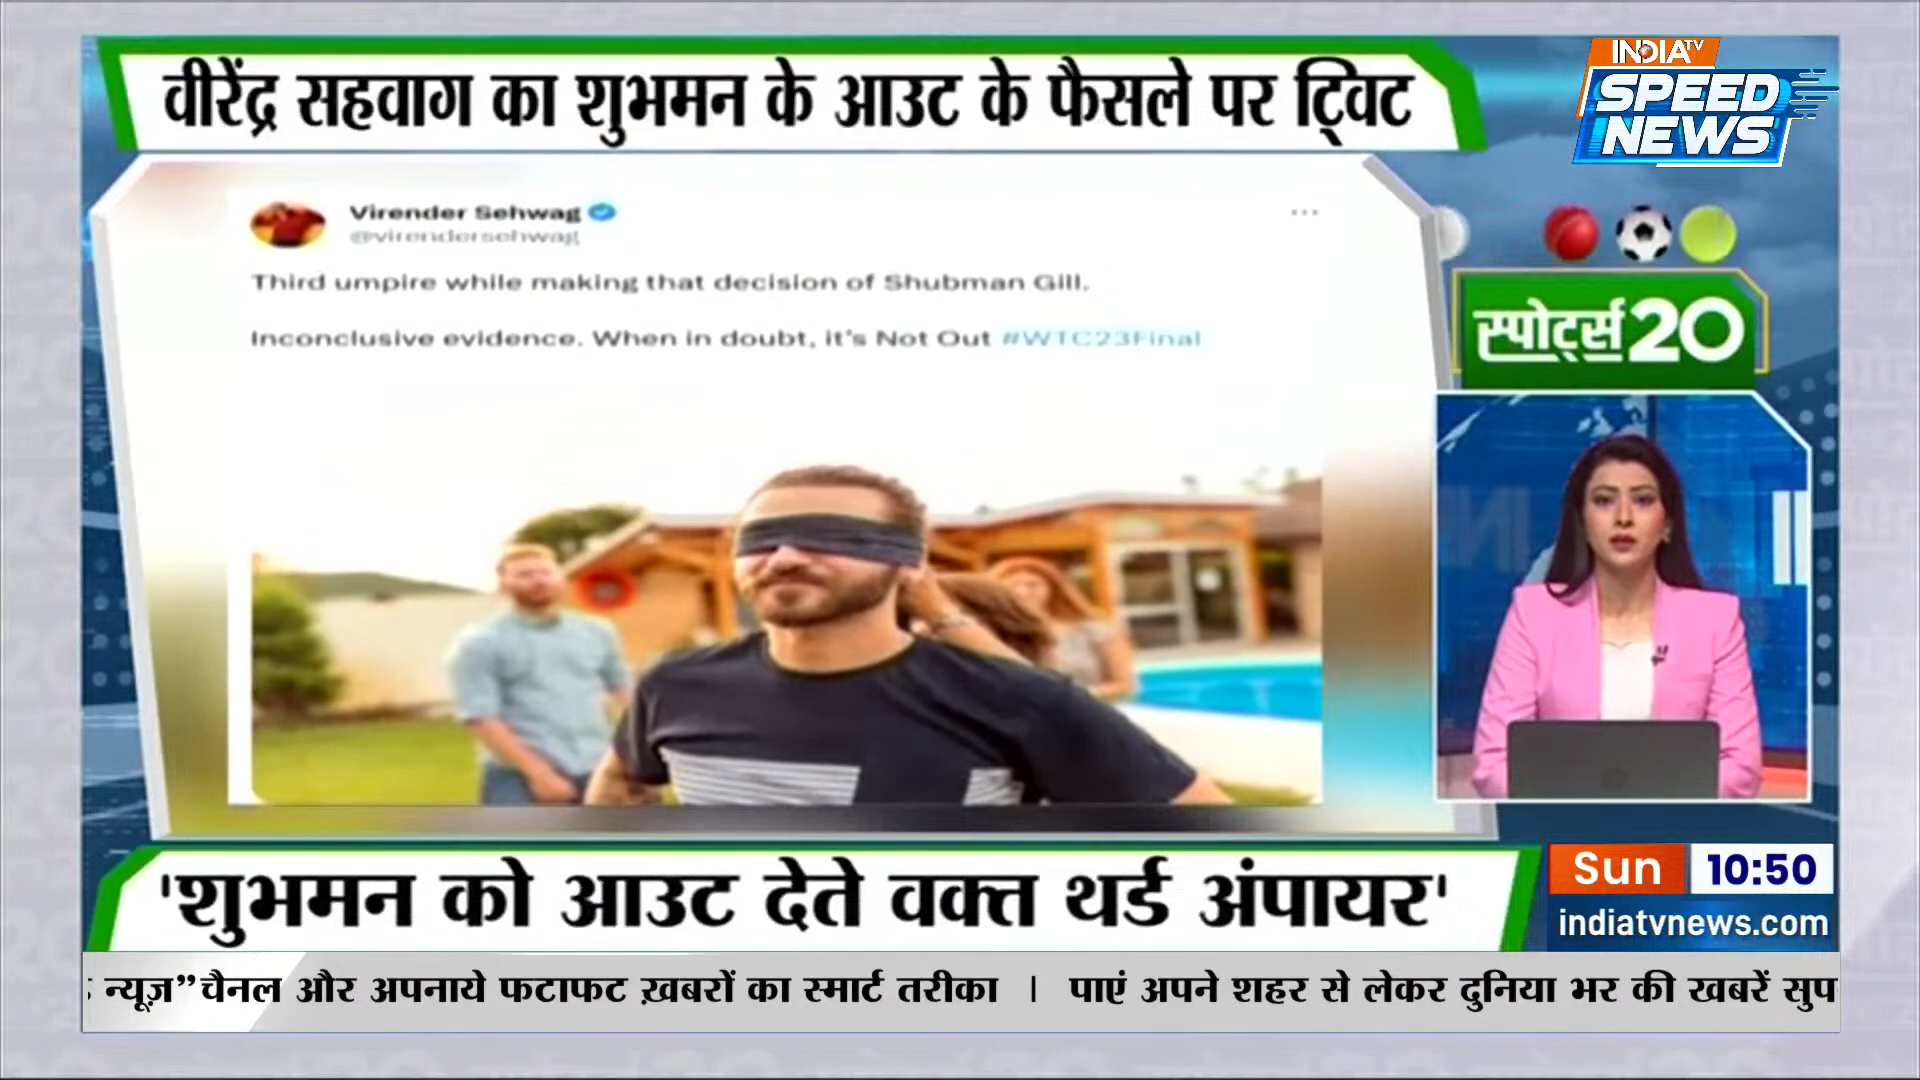 वीरेंद्र सहवाग का शुभमन के आउट के फैसले पर ट्विट
INDIA TV
SPEED
NEWS
Virender Sehwag
@virendersehwag
Third umpire while making that decision of Shubman Gill.
Inconclusive evidence. When in doubt, it's Not Out #WTC23Final
स्पोर्ट्स 20
'शुभमन को आउट देते वक्त थर्ड अंपायर'
Sun 10:50
indiatvnews.com
न्यूज़” चैनल और अपनाये फटाफट ख़बरों का स्मार्ट तरीका | पाएं अपने शहर से लेकर दुनिया भर की खबरें सुप